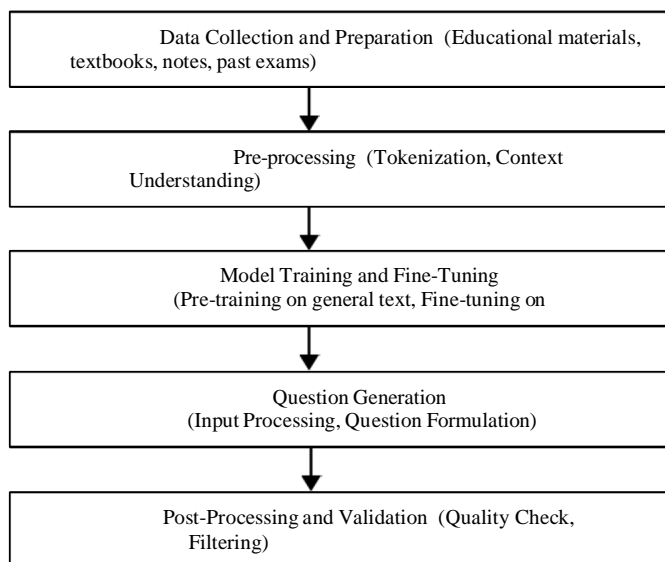 Data Collection and Preparation (Educational materials,
textbooks, notes, past exams)
Pre-processing (Tokenization, Context
Understanding)
Model Training and Fine-Tuning
(Pre-training on general text, Fine-tuning on
Question Generation
(Input Processing, Question Formulation)
Post-Processing and Validation (Quality Check,
Filtering)